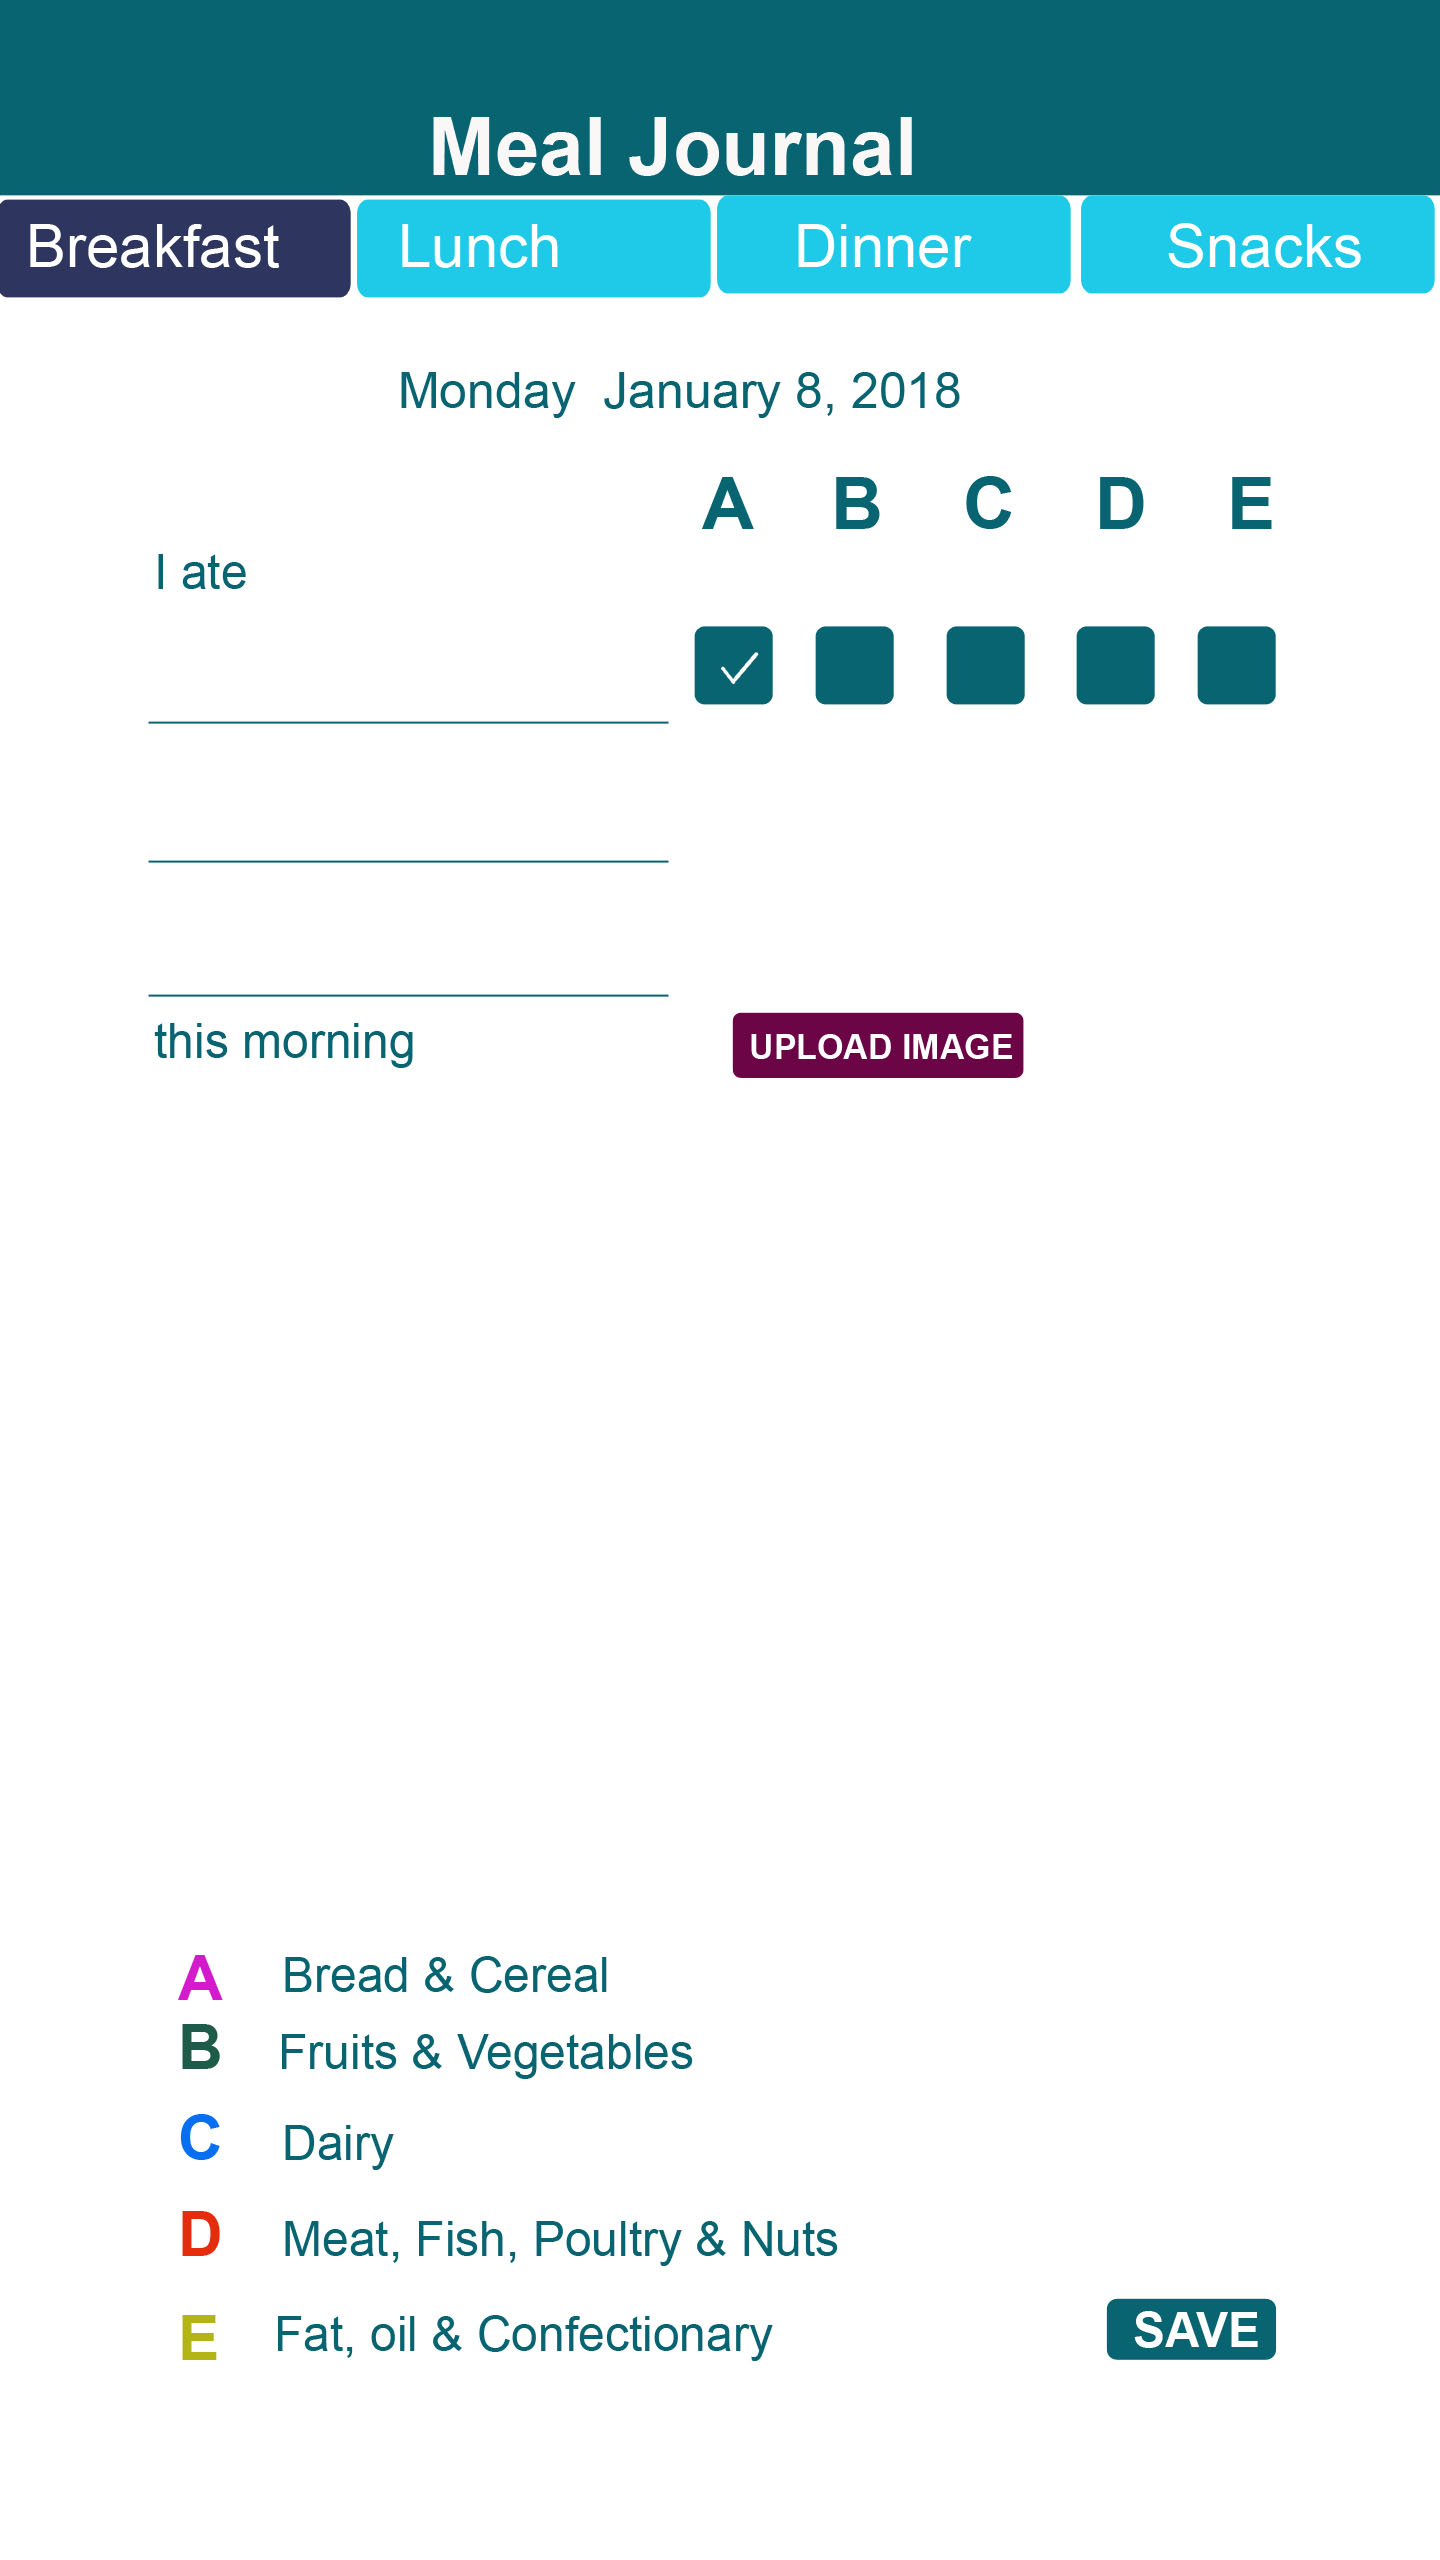 Meal Journal
Breakfast Lunch Dinner Snacks
Monday  January 8, 2018
A B C D E
I ate
this morning
UPLOAD IMAGE
A Bread & Cereal
B Fruits & Vegetables
C Dairy
D Meat, Fish, Poultry & Nuts
E Fat, oil & Confectionary
SAVE